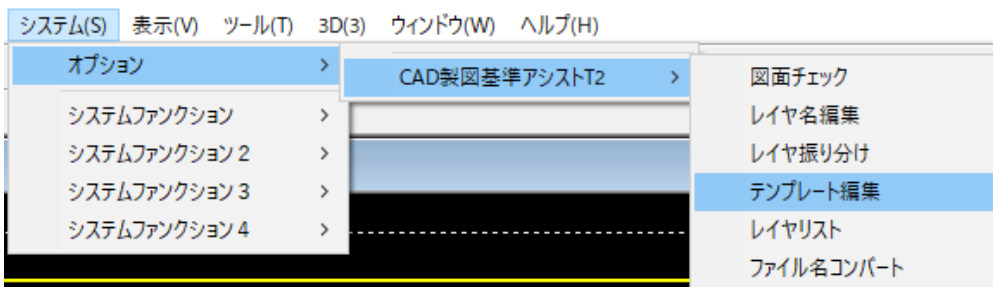 システム(S) 表示(V) ツール(T) 3D(3) ウィンドウ(W) ヘルプ(H)
オプション
システムファンクション
システムファンクション 2
システムファンクション 3
システムファンクション 4
CAD製図基準アシストT2
図面チェック
レイヤ名編集
レイヤ振り分け
テンプレート編集
レイヤリスト
ファイル名コンバート